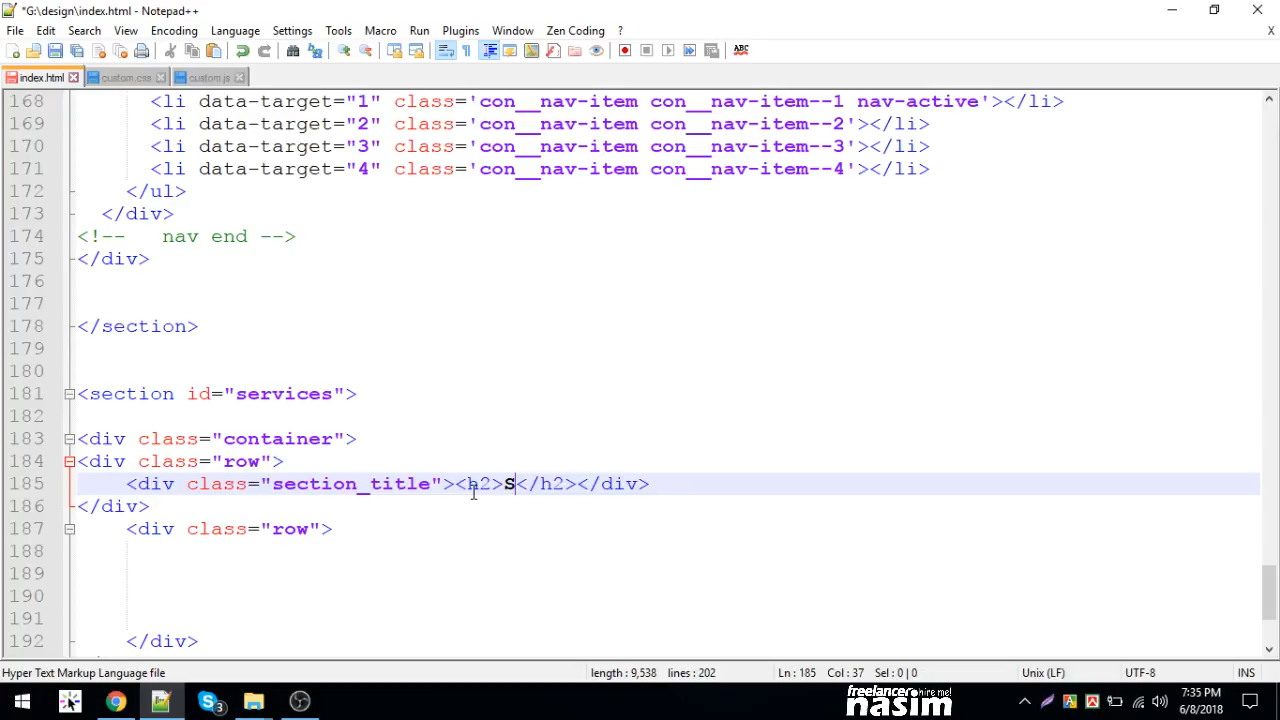 *G:\design\index.html - Notepad++
File Edit Search View Encoding Language Settings Tools Macro Run Plugins Window Zen Coding ? X
ABC
index.html custom.css custom.js
168 <li data-target="1" class='con__nav-item con__nav-item--1 nav-active'></li>
169 <li data-target="2" class='con__nav-item con__nav-item--2'></li>
170 <li data-target="3" class='con__nav-item con__nav-item--3'></li>
171 <li data-target="4" class='con__nav-item con__nav-item--4'></li>
172 </ul>
173 </div>
174 <!-- nav end -->
175 </div>
176
177
178 </section>
179
180
181 <section id="services">
182
183 <div class="container">
184 <div class="row">
185 <div class="section_title"><h2>S</h2></div>
186 </div>
187 <div class="row">
188
189
190
191
192 </div>
Hyper Text Markup Language file length : 9,538 lines : 202 Ln : 185 Col : 37 Sel : 0 | 0 Unix (LF) UTF-8 INS
3 7:35 PM
6/8/2018
nasim